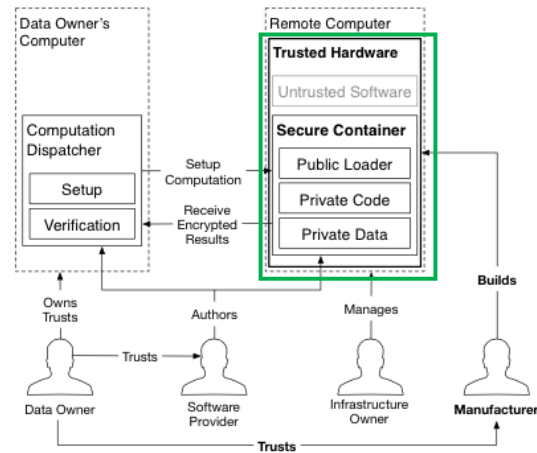 Data Owner's
Computer
Remote Computer
Trusted Hardware
Untrusted Software
Computation
Dispatcher
Setup
Verification
Setup
Computation
Receive
Encrypted
Results
Secure Container
Public Loader
Private Code
Private Data
Owns
Trusts
Authors
Manages
Builds
Trusts
Data Owner
Software
Provider
Infrastructure
Owner
Manufacturer
Trusts